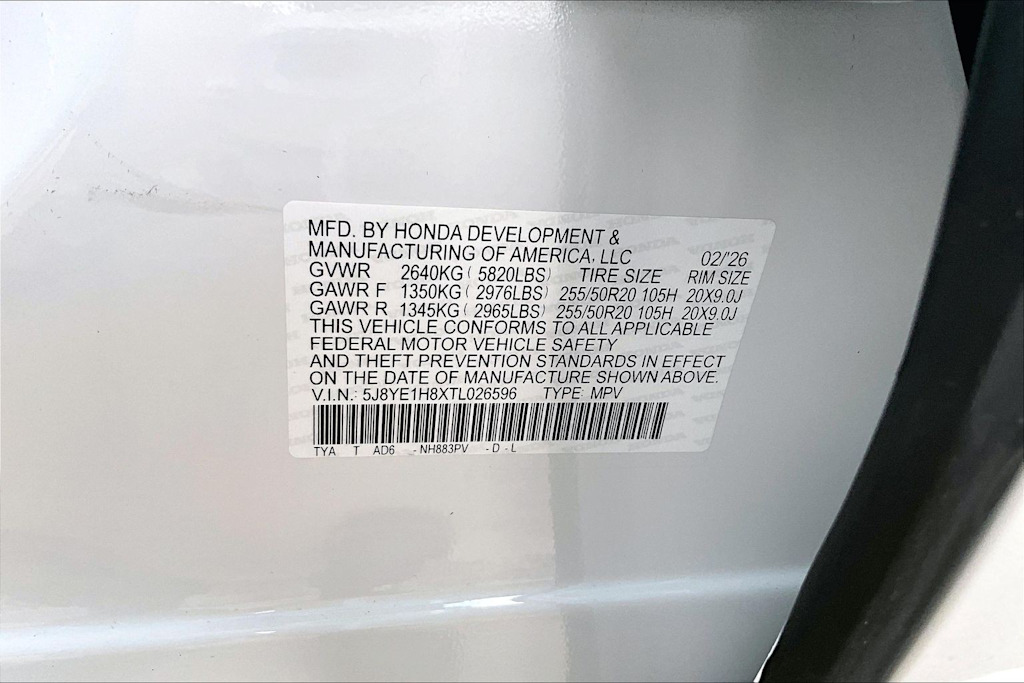 MFD. BY HONDA DEVELOPMENT &
MANUFACTURING OF AMERICA, LLC 02/'26
GVWR 2640KG ( 5820LBS) TIRE SIZE RIM SIZE
GAWR F 1350KG ( 2976LBS) 255/50R20 105H 20X9.0J
GAWR R 1345KG ( 2965LBS) 255/50R20 105H 20X9.0J
THIS VEHICLE CONFORMS TO ALL APPLICABLE
FEDERAL MOTOR VEHICLE SAFETY
AND THEFT PREVENTION STANDARDS IN EFFECT
ON THE DATE OF MANUFACTURE SHOWN ABOVE.
V.I.N.: 5J8YE1H8XTL026596 TYPE: MPV
TYA T AD6 -NH883PV -D-L